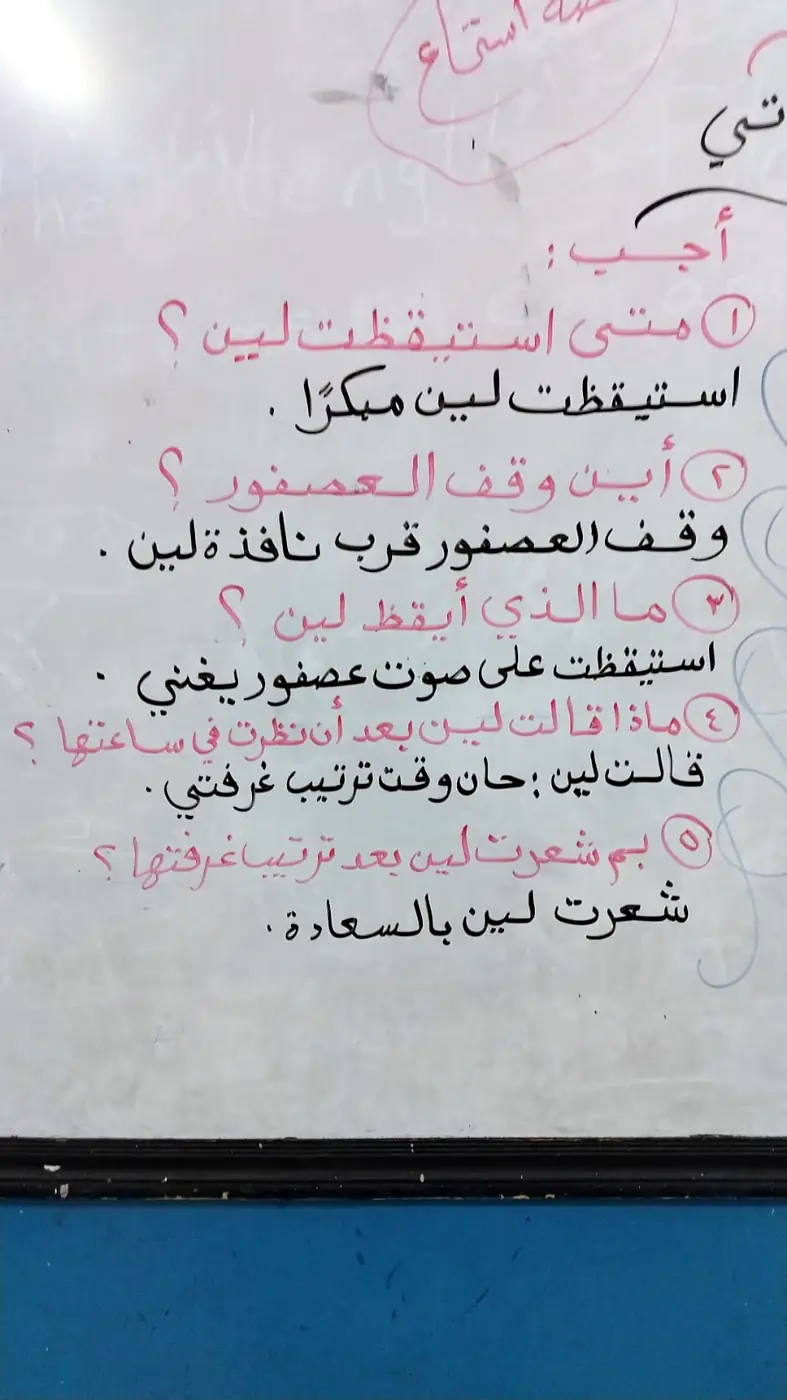 استماع
أجب :
١ متى استيقظت لين ؟
استيقظت لين مبكرًا .
٢ أين وقف العصفور ؟
وقف العصفور قرب نافذة لين .
٣ ما الذي أيقظ لين ؟
استيقظت على صوت عصفور يغني .
٤ ماذا قالت لين بعد أن نظرت في ساعتها ؟
قالت لين : حان وقت ترتيب غرفتي .
٥ بم شعرت لين بعد ترتيب غرفتها ؟
شعرت لين بالسعادة .